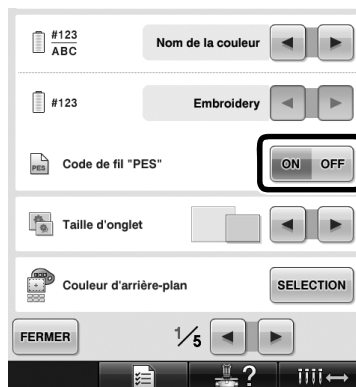 #123
ABC
Nom de la couleur
#123
Embroidery
PES
Code de fil "PES"
ON OFF
Taille d'onglet
Couleur d'arrière-plan
SELECTION
FERMER
1/5
?